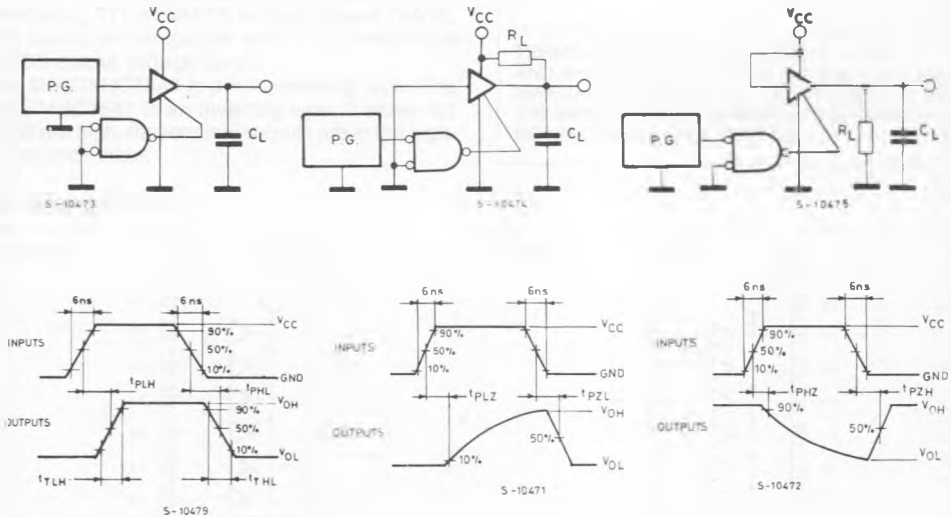 VCC
P.G.
CL
S-10473
VCC
RL
P.G.
CL
S-10474
VCC
P.G.
RL
CL
S-10475
6ns 6ns
VCC
90%
INPUTS
50%
10%
GND
tPLH tPHL
VOH
90%
OUTPUTS
50%
10%
VOL
tTLH tTHL
S-10479
6ns 6ns
VCC
90%
INPUTS
50%
10%
GND
tPLZ tPZL
VOH
OUTPUTS
50%
10%
VOL
S-10471
6ns 6ns
VCC
90%
INPUTS
50%
10%
GND
tPHZ tPZH
VOH
90%
OUTPUTS
50%
VOL
S-10472